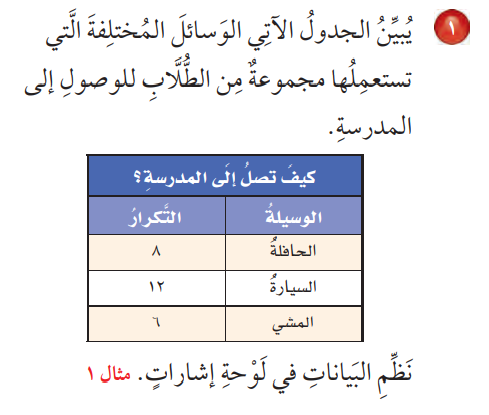 ١ يُبيِّنُ الجدولُ الآتِي الوَسائلَ المُختلِفةَ الَّتي
تستعمِلُها مجموعةٌ مِن الطُّلَّابِ للوصولِ إلى
المدرسةِ.
كيفَ تصلُ إلَى المدرسةِ؟
الوسيلةُ التَّكرارُ
الحافلةُ ٨
السيارةُ ١٢
المشي ٦
نَظِّمِ البَياناتِ في لَوْحةِ إشاراتٍ. مثال ١